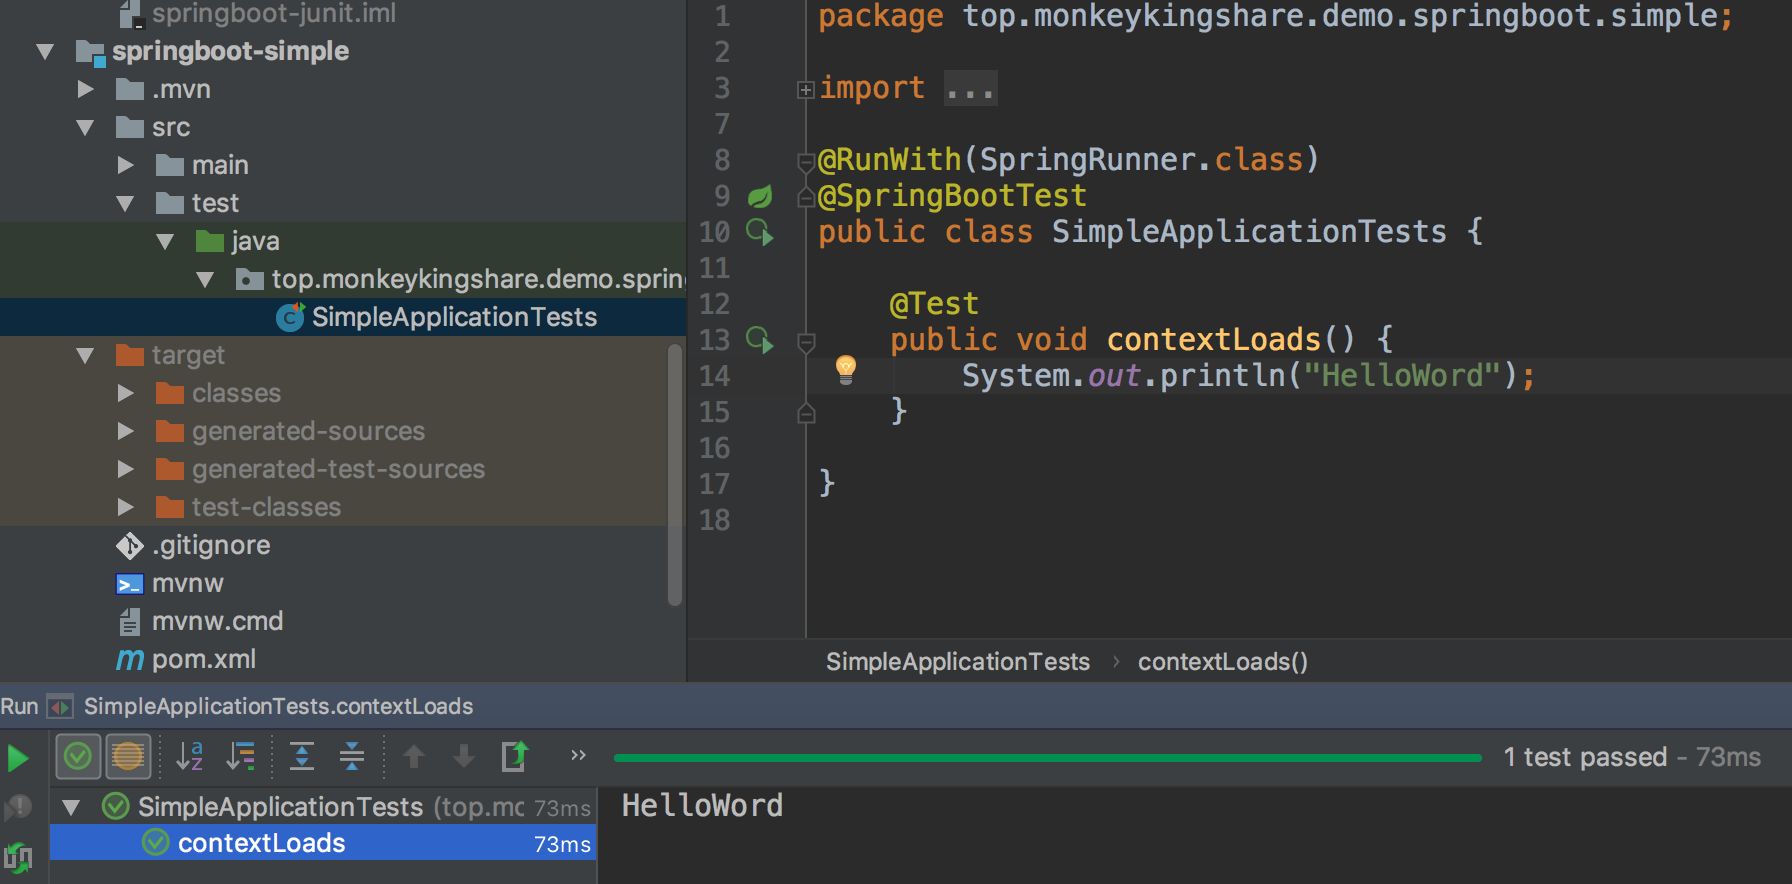 springboot-junit.iml
springboot-simple
.mvn
src
main
test
java
top.monkeykingshare.demo.sprin
SimpleApplicationTests
target
classes
generated-sources
generated-test-sources
test-classes
.gitignore
mvnw
mvnw.cmd
pom.xml
1 package top.monkeykingshare.demo.springboot.simple;
2
3 import ...
7
8 @RunWith(SpringRunner.class)
9 @SpringBootTest
10 public class SimpleApplicationTests {
11
12 @Test
13 public void contextLoads() {
14 System.out.println("HelloWord");
15 }
16
17 }
18
SimpleApplicationTests › contextLoads()
Run SimpleApplicationTests.contextLoads
1 test passed - 73ms
SimpleApplicationTests (top.mo 73ms
contextLoads 73ms
HelloWord